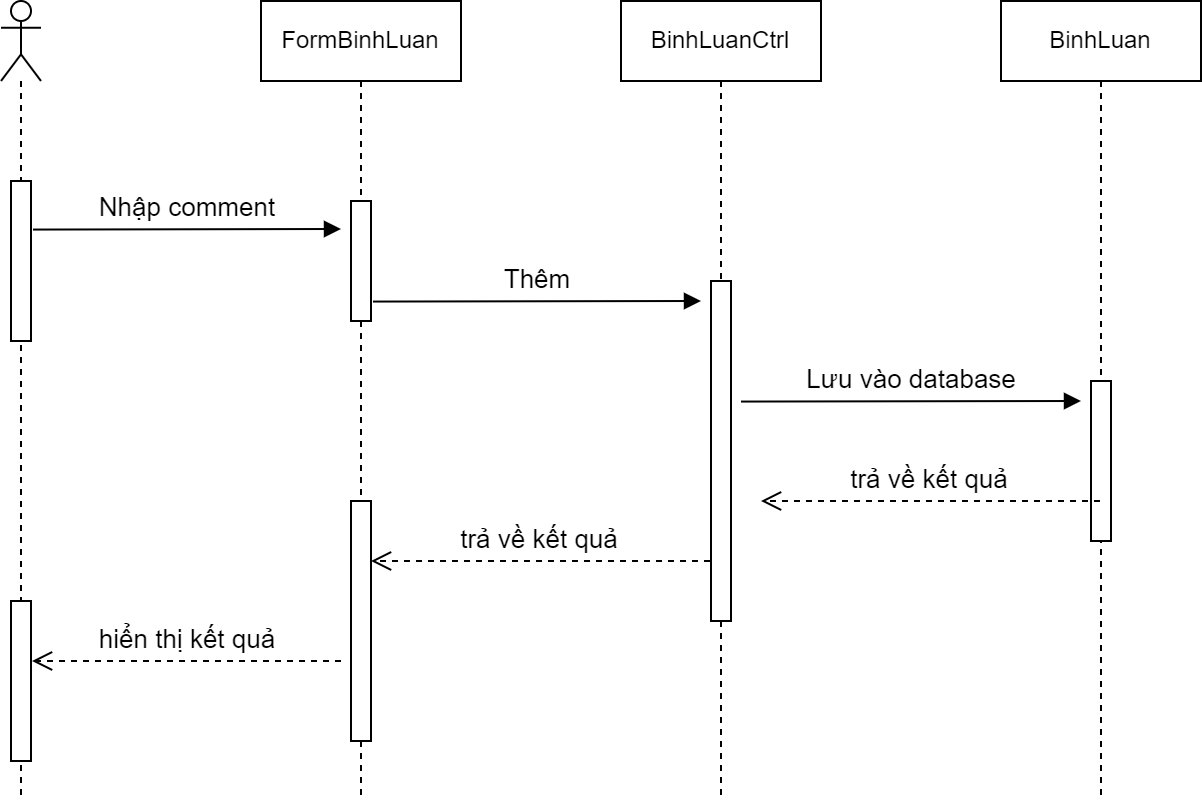 FormBinhLuan
BinhLuanCtrl
BinhLuan
Nhập comment
Thêm
Lưu vào database
trả về kết quả
trả về kết quả
hiển thị kết quả